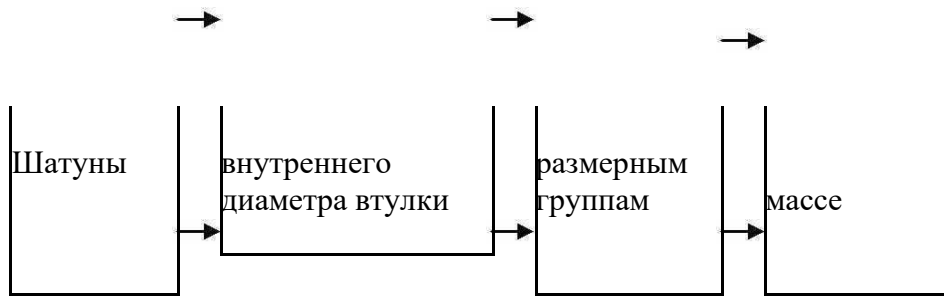 Шатуны
внутреннего
диаметра втулки
размерным
группам
массе